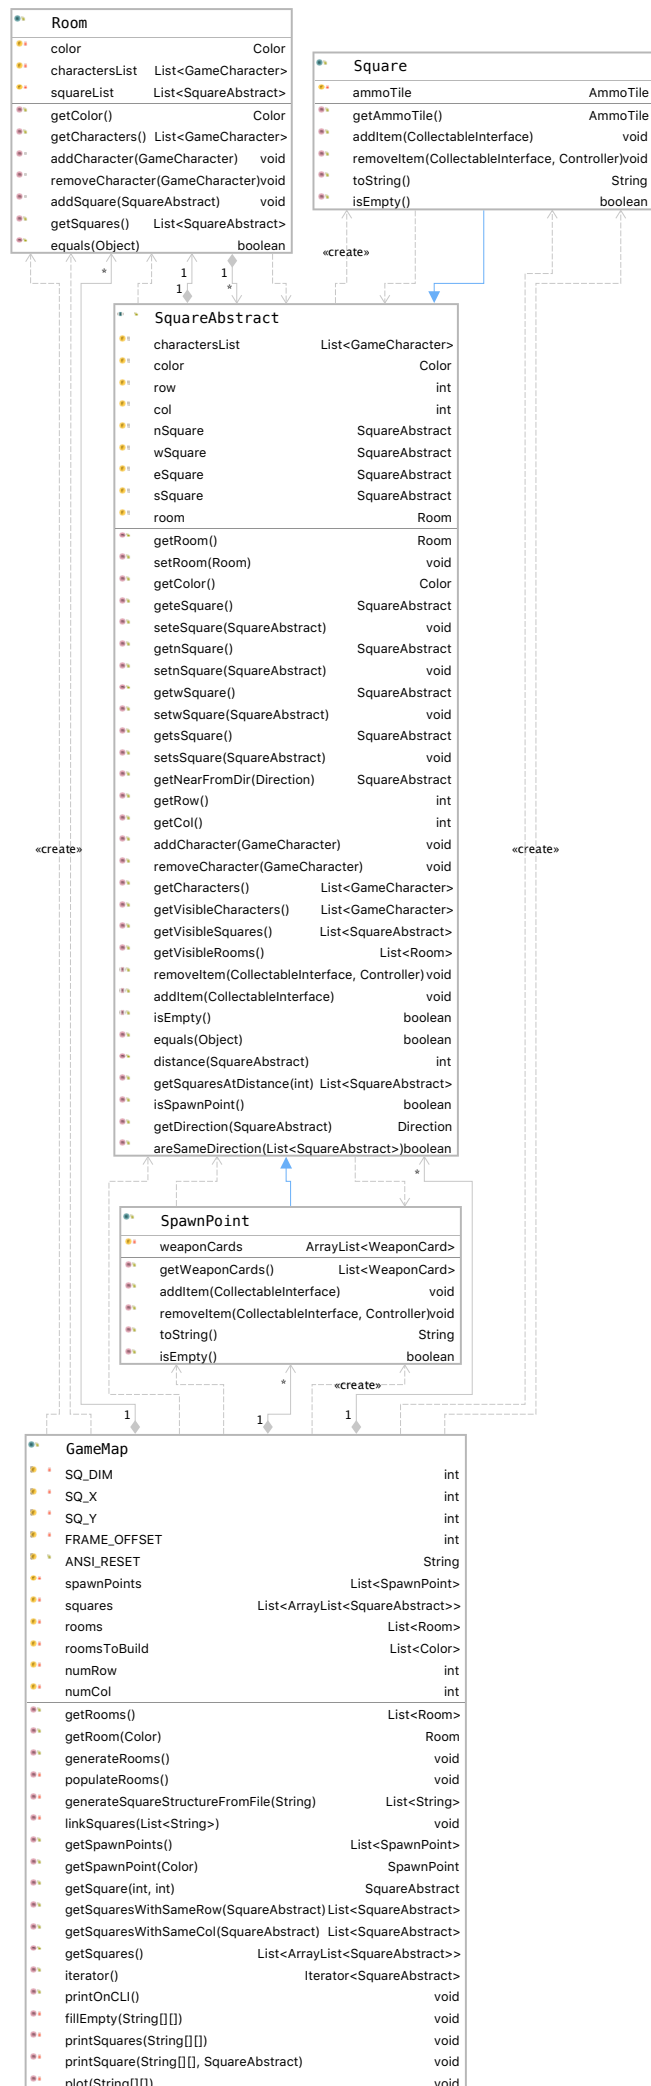 Room
color Color
charactersList List<GameCharacter>
squareList List<SquareAbstract>
getColor() Color
getCharacters() List<GameCharacter>
addCharacter(GameCharacter) void
removeCharacter(GameCharacter)void
addSquare(SquareAbstract) void
getSquares() List<SquareAbstract>
equals(Object) boolean
Square
ammoTile AmmoTile
getAmmoTile() AmmoTile
addItem(CollectableInterface) void
removeItem(CollectableInterface, Controller)void
toString() String
isEmpty() boolean
«create»
* 1 1
1 *
SquareAbstract
charactersList List<GameCharacter>
color Color
row int
col int
nSquare SquareAbstract
wSquare SquareAbstract
eSquare SquareAbstract
sSquare SquareAbstract
room Room
getRoom() Room
setRoom(Room) void
getColor() Color
geteSquare() SquareAbstract
seteSquare(SquareAbstract) void
getnSquare() SquareAbstract
setnSquare(SquareAbstract) void
getwSquare() SquareAbstract
setwSquare(SquareAbstract) void
getsSquare() SquareAbstract
setsSquare(SquareAbstract) void
getNearFromDir(Direction) SquareAbstract
getRow() int
getCol() int
addCharacter(GameCharacter) void
«create» «create»
removeCharacter(GameCharacter) void
getCharacters() List<GameCharacter>
getVisibleCharacters() List<GameCharacter>
getVisibleSquares() List<SquareAbstract>
getVisibleRooms() List<Room>
removeItem(CollectableInterface, Controller) void
addItem(CollectableInterface) void
isEmpty() boolean
equals(Object) boolean
distance(SquareAbstract) int
getSquaresAtDistance(int) List<SquareAbstract>
isSpawnPoint() boolean
getDirection(SquareAbstract) Direction
areSameDirection(List<SquareAbstract>)boolean
*
SpawnPoint
weaponCards ArrayList<WeaponCard>
getWeaponCards() List<WeaponCard>
addItem(CollectableInterface) void
removeItem(CollectableInterface, Controller)void
toString() String
isEmpty() boolean
* «create»
1 1 1
GameMap
SQ_DIM int
SQ_X int
SQ_Y int
FRAME_OFFSET int
ANSI_RESET String
spawnPoints List<SpawnPoint>
squares List<ArrayList<SquareAbstract>>
rooms List<Room>
roomsToBuild List<Color>
numRow int
numCol int
getRooms() List<Room>
getRoom(Color) Room
generateRooms() void
populateRooms() void
generateSquareStructureFromFile(String) List<String>
linkSquares(List<String>) void
getSpawnPoints() List<SpawnPoint>
getSpawnPoint(Color) SpawnPoint
getSquare(int, int) SquareAbstract
getSquaresWithSameRow(SquareAbstract) List<SquareAbstract>
getSquaresWithSameCol(SquareAbstract) List<SquareAbstract>
getSquares() List<ArrayList<SquareAbstract>>
iterator() Iterator<SquareAbstract>
printOnCLI() void
fillEmpty(String[][]) void
printSquares(String[][]) void
printSquare(String[][], SquareAbstract) void
plot(String[][]) void